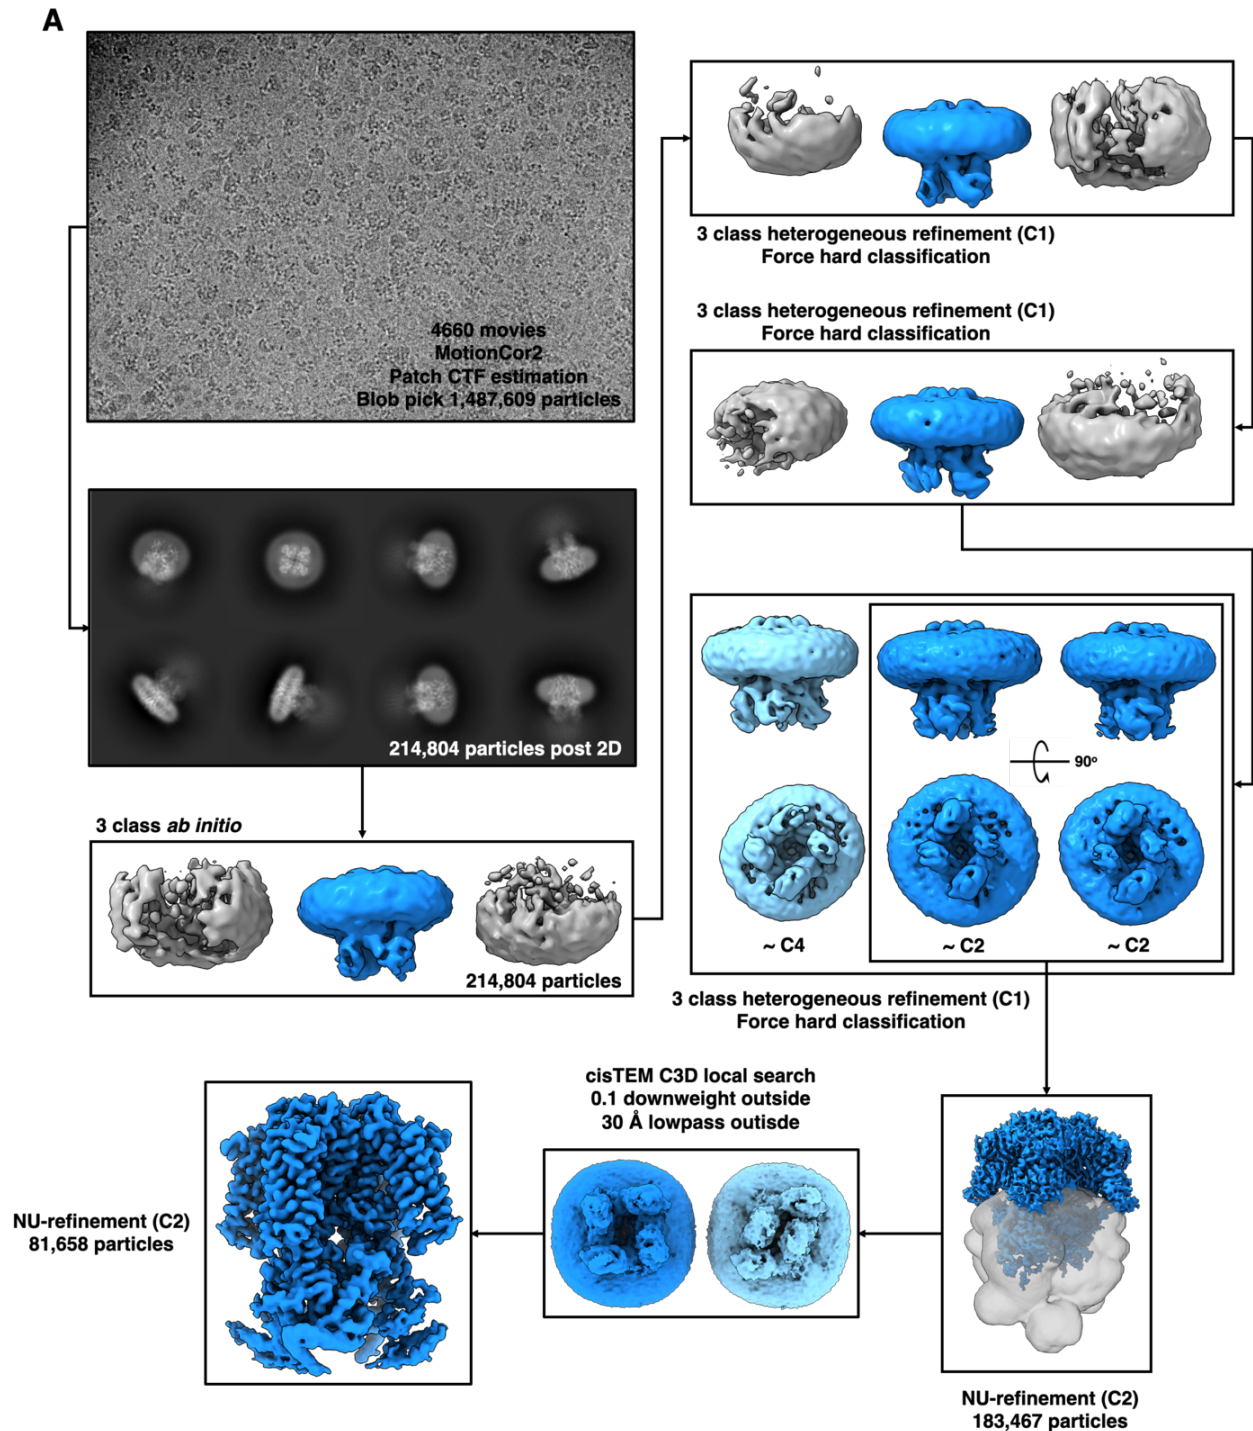 A
4660 movies
MotionCor2
Patch CTF estimation
Blob pick 1,487,609 particles
214,804 particles post 2D
3 class ab initio
214,804 particles
3 class heterogeneous refinement (C1)
Force hard classification
3 class heterogeneous refinement (C1)
Force hard classification
90º
~ C4
~ C2
~ C2
3 class heterogeneous refinement (C1)
Force hard classification
NU-refinement (C2)
183,467 particles
cisTEM C3D local search
0.1 downweight outside
30 Å lowpass outisde
NU-refinement (C2)
81,658 particles